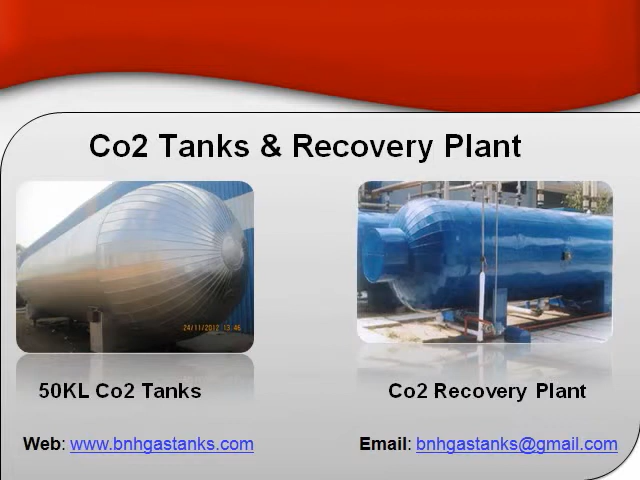 Co2 Tanks & Recovery Plant
24/11/2012 13 46
50KL Co2 Tanks
Co2 Recovery Plant
Web: www.bnhgastanks.com
Email: bnhgastanks@gmail.com